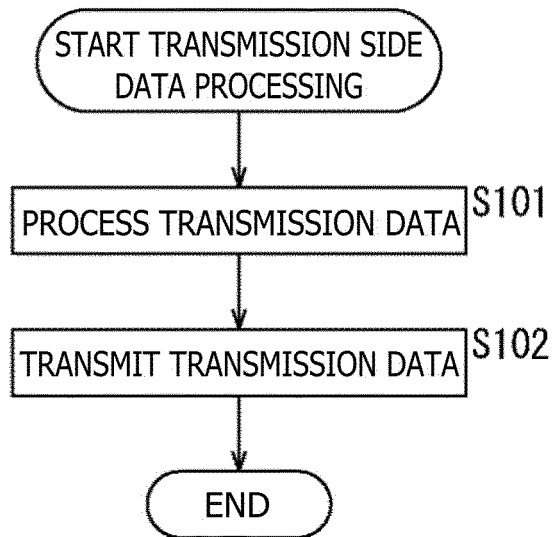 START TRANSMISSION SIDE
DATA PROCESSING
PROCESS TRANSMISSION DATA
S101
TRANSMIT TRANSMISSION DATA
S102
END